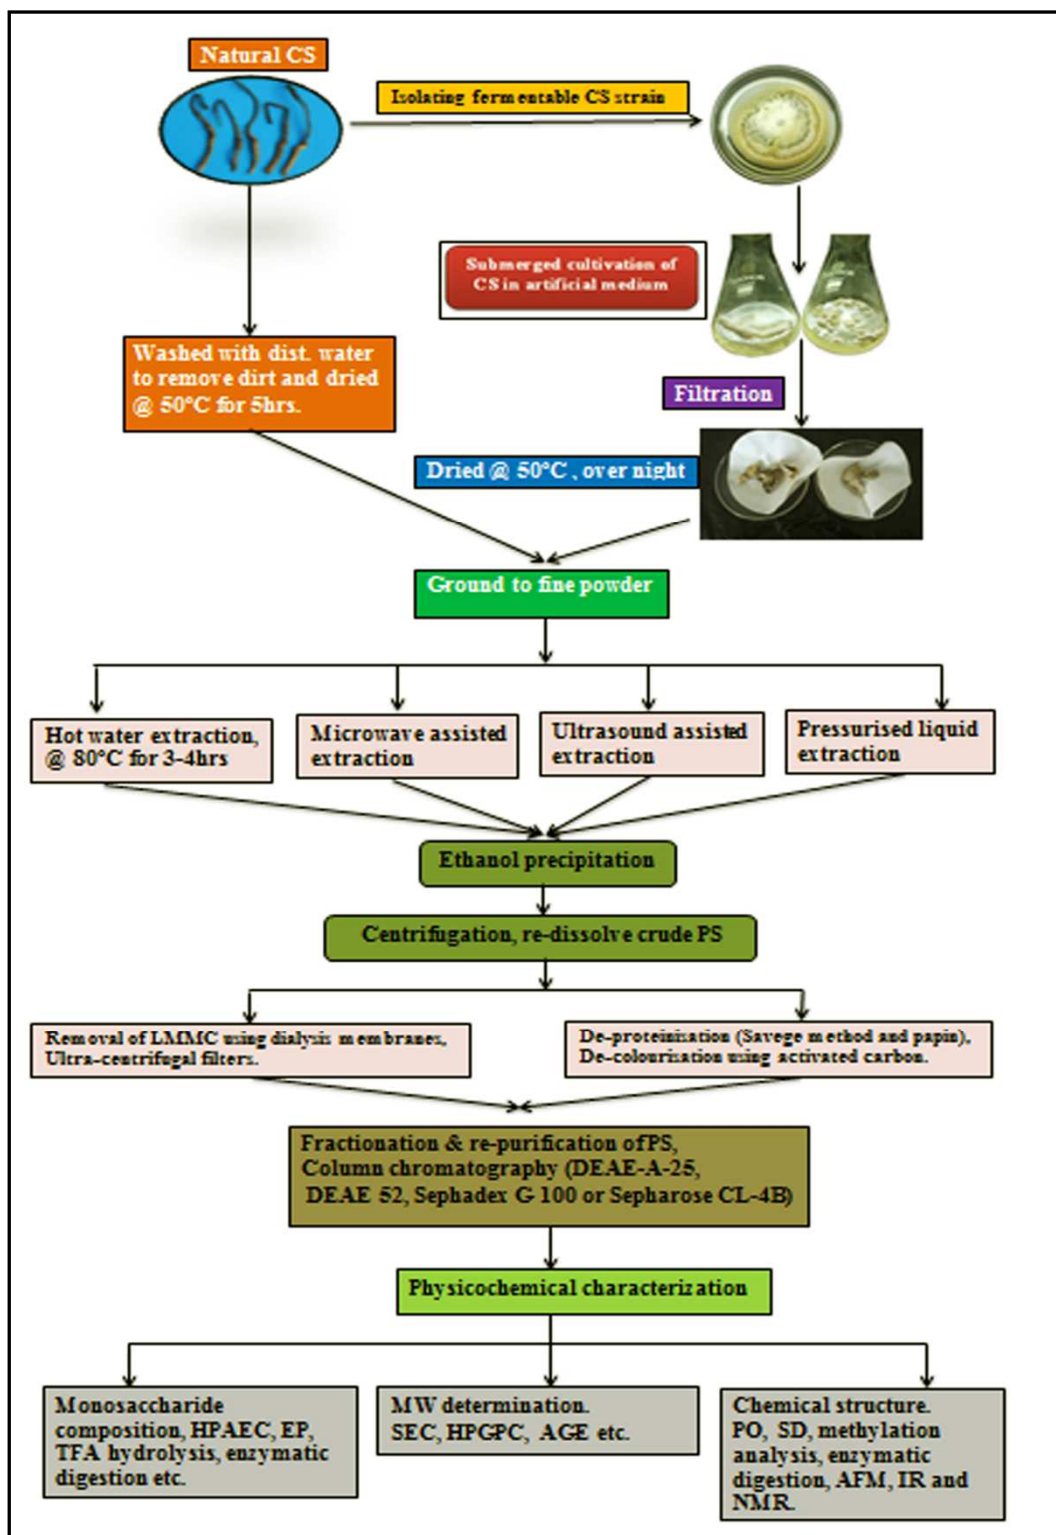 Natural CS
Isolating fermentable CS strain
Submerged cultivation of
CS in artificial medium
Washed with dist. water
to remove dirt and dried
@ 50°C for 5hrs.
Filtration
Dried @ 50°C , over night
Ground to fine powder
Hot water extraction,
@ 80°C for 3-4hrs
Microwave assisted
extraction
Ultrasound assisted
extraction
Pressurised liquid
extraction
Ethanol precipitation
Centrifugation, re-dissolve crude PS
Removal of LMMC using dialysis membranes,
Ultra-centrifugal filters.
De-proteinisation (Savege method and papin),
De-colourisation using activated carbon.
Fractionation & re-purification of PS,
Column chromatography (DEAE-A-25,
DEAE 52, Sephadex G 100 or Sepharose CL-4B)
Physicochemical characterization
Monosaccharide
composition, HPAEC, EP,
TFA hydrolysis, enzymatic
digestion etc.
MW determination.
SEC, HPGPC, AGE etc.
Chemical structure.
PO, SD, methylation
analysis, enzymatic
digestion, AFM, IR and
NMR.